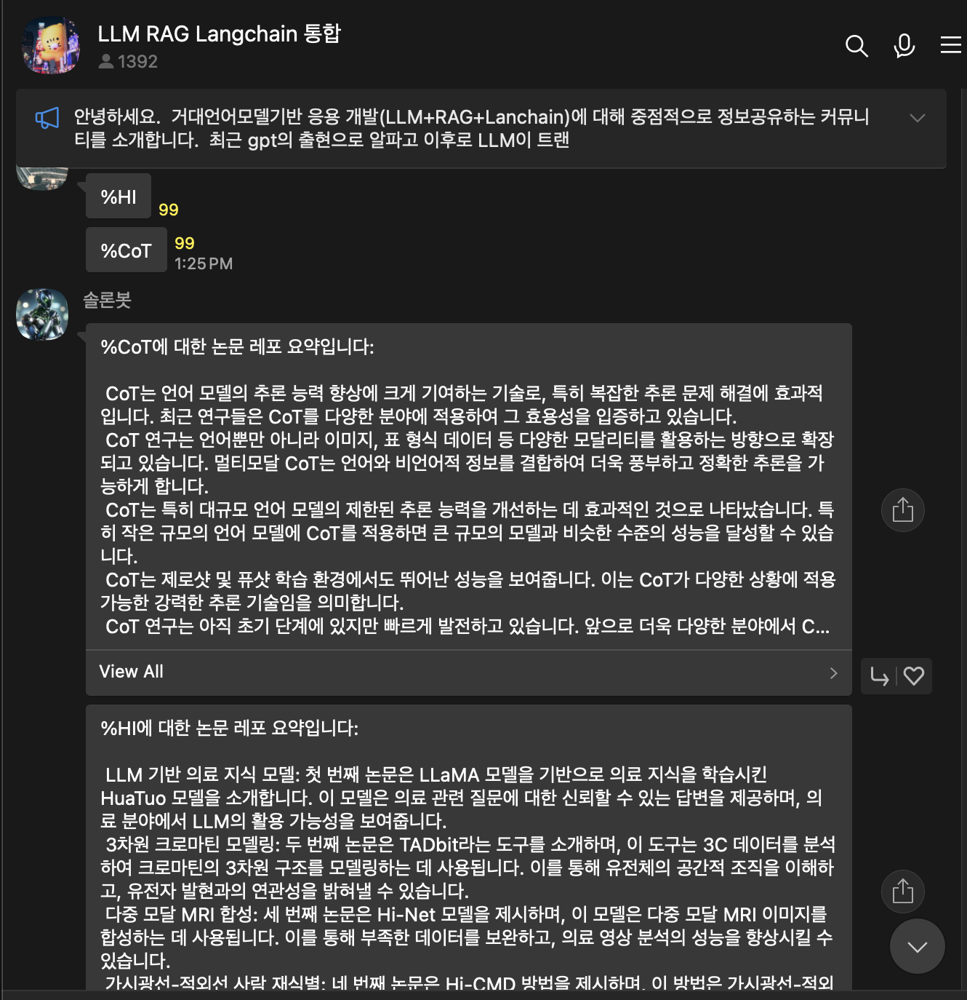 LLM RAG Langchain 통합
1392
안녕하세요.  거대언어모델기반 응용 개발(LLM+RAG+Lanchain)에 대해 중점적으로 정보공유하는 커뮤니
티를 소개합니다.  최근 gpt의 출현으로 알파고 이후로 LLM이 트랜
%HI
99
%CoT
99
1:25 PM
솔론봇
%CoT에 대한 논문 레포 요약입니다:
CoT는 언어 모델의 추론 능력 향상에 크게 기여하는 기술로, 특히 복잡한 추론 문제 해결에 효과적
입니다. 최근 연구들은 CoT를 다양한 분야에 적용하여 그 효용성을 입증하고 있습니다.
CoT 연구는 언어뿐만 아니라 이미지, 표 형식 데이터 등 다양한 모달리티를 활용하는 방향으로 확장
되고 있습니다. 멀티모달 CoT는 언어와 비언어적 정보를 결합하여 더욱 풍부하고 정확한 추론을 가
능하게 합니다.
CoT는 특히 대규모 언어 모델의 제한된 추론 능력을 개선하는 데 효과적인 것으로 나타났습니다. 특
히 작은 규모의 언어 모델에 CoT를 적용하면 큰 규모의 모델과 비슷한 수준의 성능을 달성할 수 있습
니다.
CoT는 제로샷 및 퓨샷 학습 환경에서도 뛰어난 성능을 보여줍니다. 이는 CoT가 다양한 상황에 적용
가능한 강력한 추론 기술임을 의미합니다.
CoT 연구는 아직 초기 단계에 있지만 빠르게 발전하고 있습니다. 앞으로 더욱 다양한 분야에서 C...
View All
%HI에 대한 논문 레포 요약입니다:
LLM 기반 의료 지식 모델: 첫 번째 논문은 LLaMA 모델을 기반으로 의료 지식을 학습시킨
HuaTuo 모델을 소개합니다. 이 모델은 의료 관련 질문에 대한 신뢰할 수 있는 답변을 제공하며, 의
료 분야에서 LLM의 활용 가능성을 보여줍니다.
3차원 크로마틴 모델링: 두 번째 논문은 TADbit라는 도구를 소개하며, 이 도구는 3C 데이터를 분석
하여 크로마틴의 3차원 구조를 모델링하는 데 사용됩니다. 이를 통해 유전체의 공간적 조직을 이해하
고, 유전자 발현과의 연관성을 밝혀낼 수 있습니다.
다중 모달 MRI 합성: 세 번째 논문은 Hi-Net 모델을 제시하며, 이 모델은 다중 모달 MRI 이미지를
합성하는 데 사용됩니다. 이를 통해 부족한 데이터를 보완하고, 의료 영상 분석의 성능을 향상시킬 수
있습니다.
가시광선-적외선 사람 재식별: 네 번째 논문은 Hi-CMD 방법을 제시하며, 이 방법은 가시광선-적외